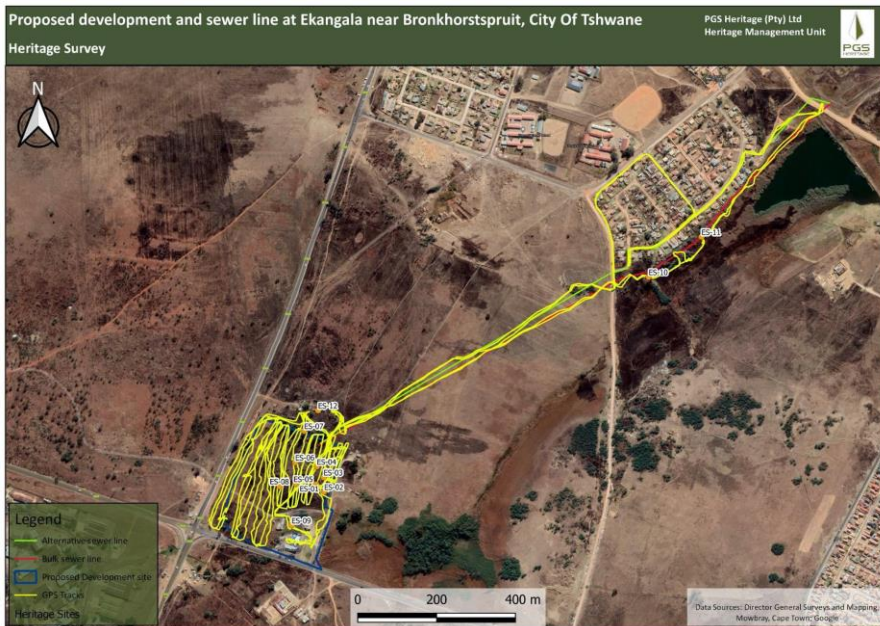 Proposed development and sewer line at Ekangala near Bronkhorstspruit, City Of Tshwane
Heritage Survey
PGS Heritage (Pty) Ltd
Heritage Management Unit
PGS
HERITAGE
N
ES-11
ES-10
ES-12
ES-07
ES-06
ES-04
ES-03
ES-08
ES-05
ES-01
ES-02
ES-09
Legend
Alternative sewer line
Bulk sewer line
Proposed Development site
GPS Tracks
Heritage Sites
0 200 400 m
Data Sources: Director General Surveys and Mapping,
Mowbray, Cape Town; Google